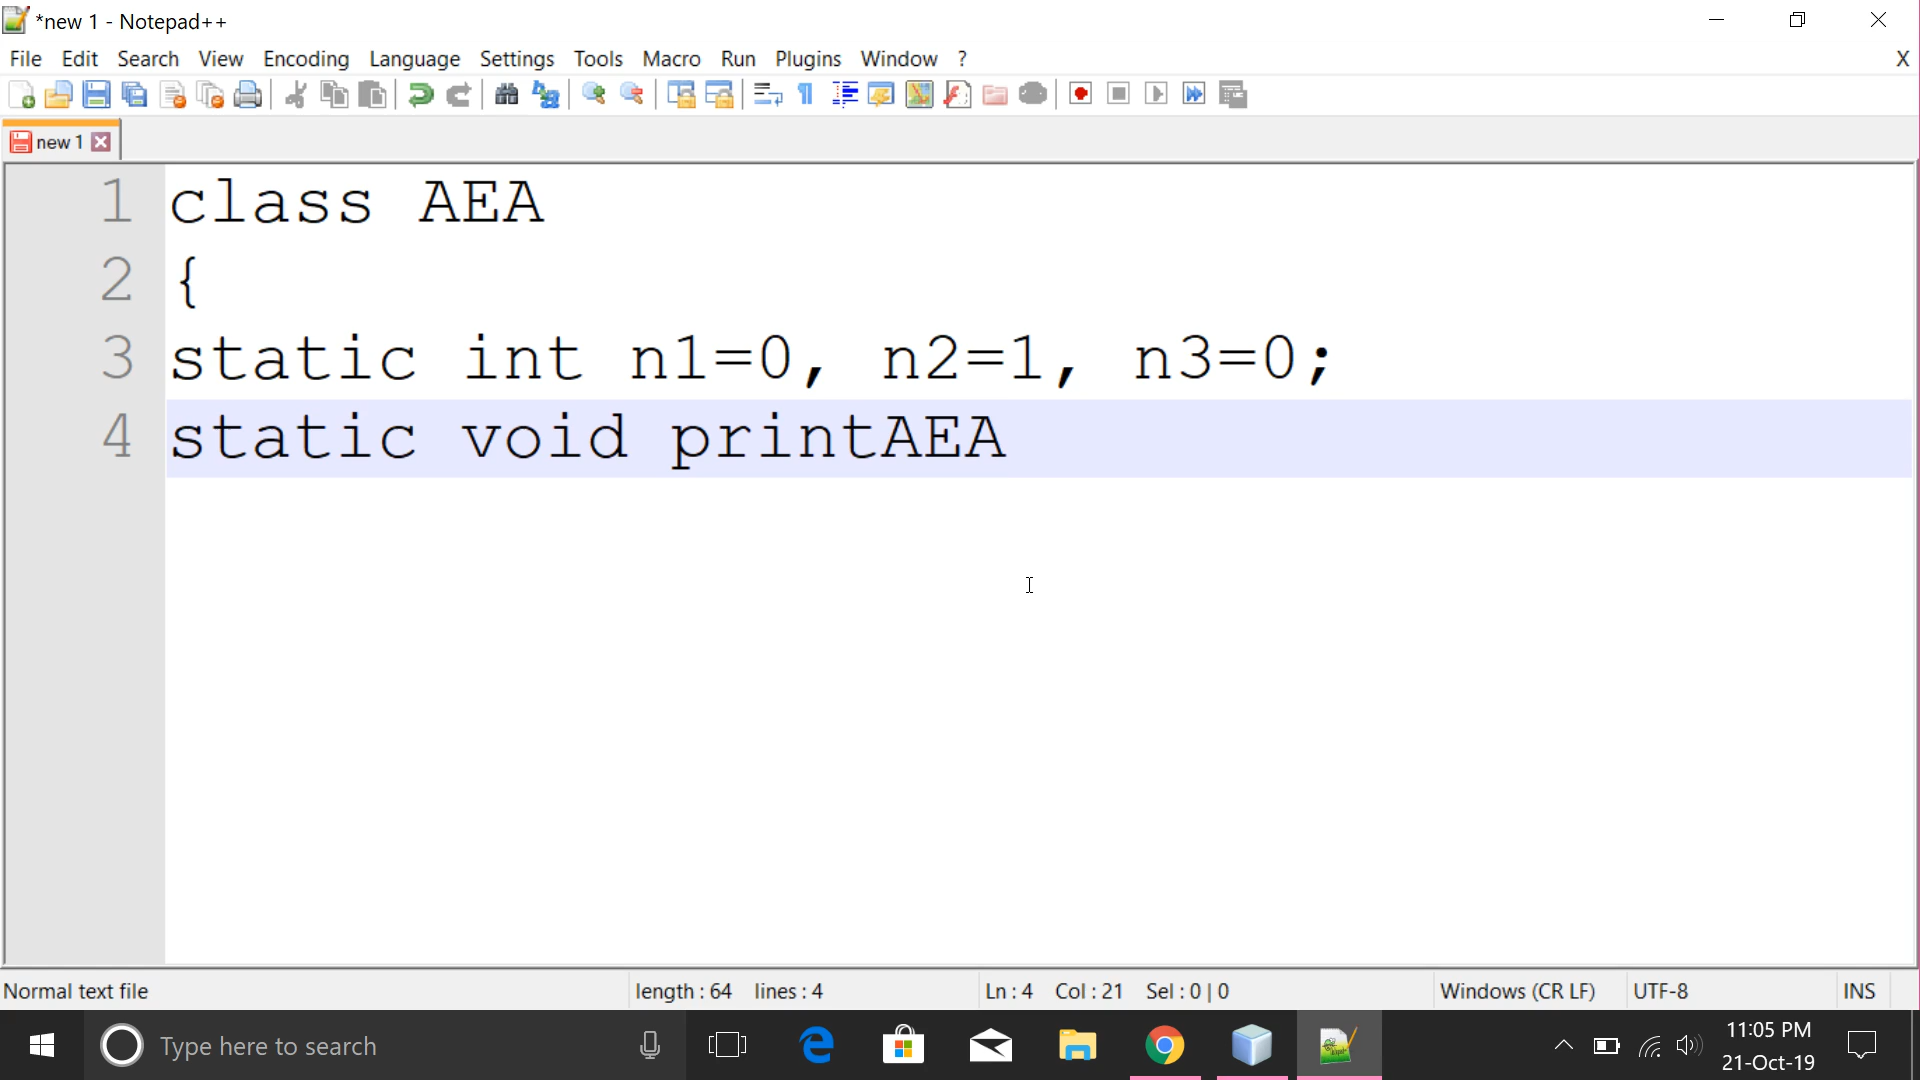 *new 1 - Notepad++
File Edit Search View Encoding Language Settings Tools Macro Run Plugins Window ? X
new 1
1 class AEA
2 {
3 static int n1=0, n2=1, n3=0;
4 static void printAEA
Normal text file length : 64 lines : 4 Ln : 4 Col : 21 Sel : 0 | 0 Windows (CR LF) UTF-8 INS
Type here to search
11:05 PM
21-Oct-19